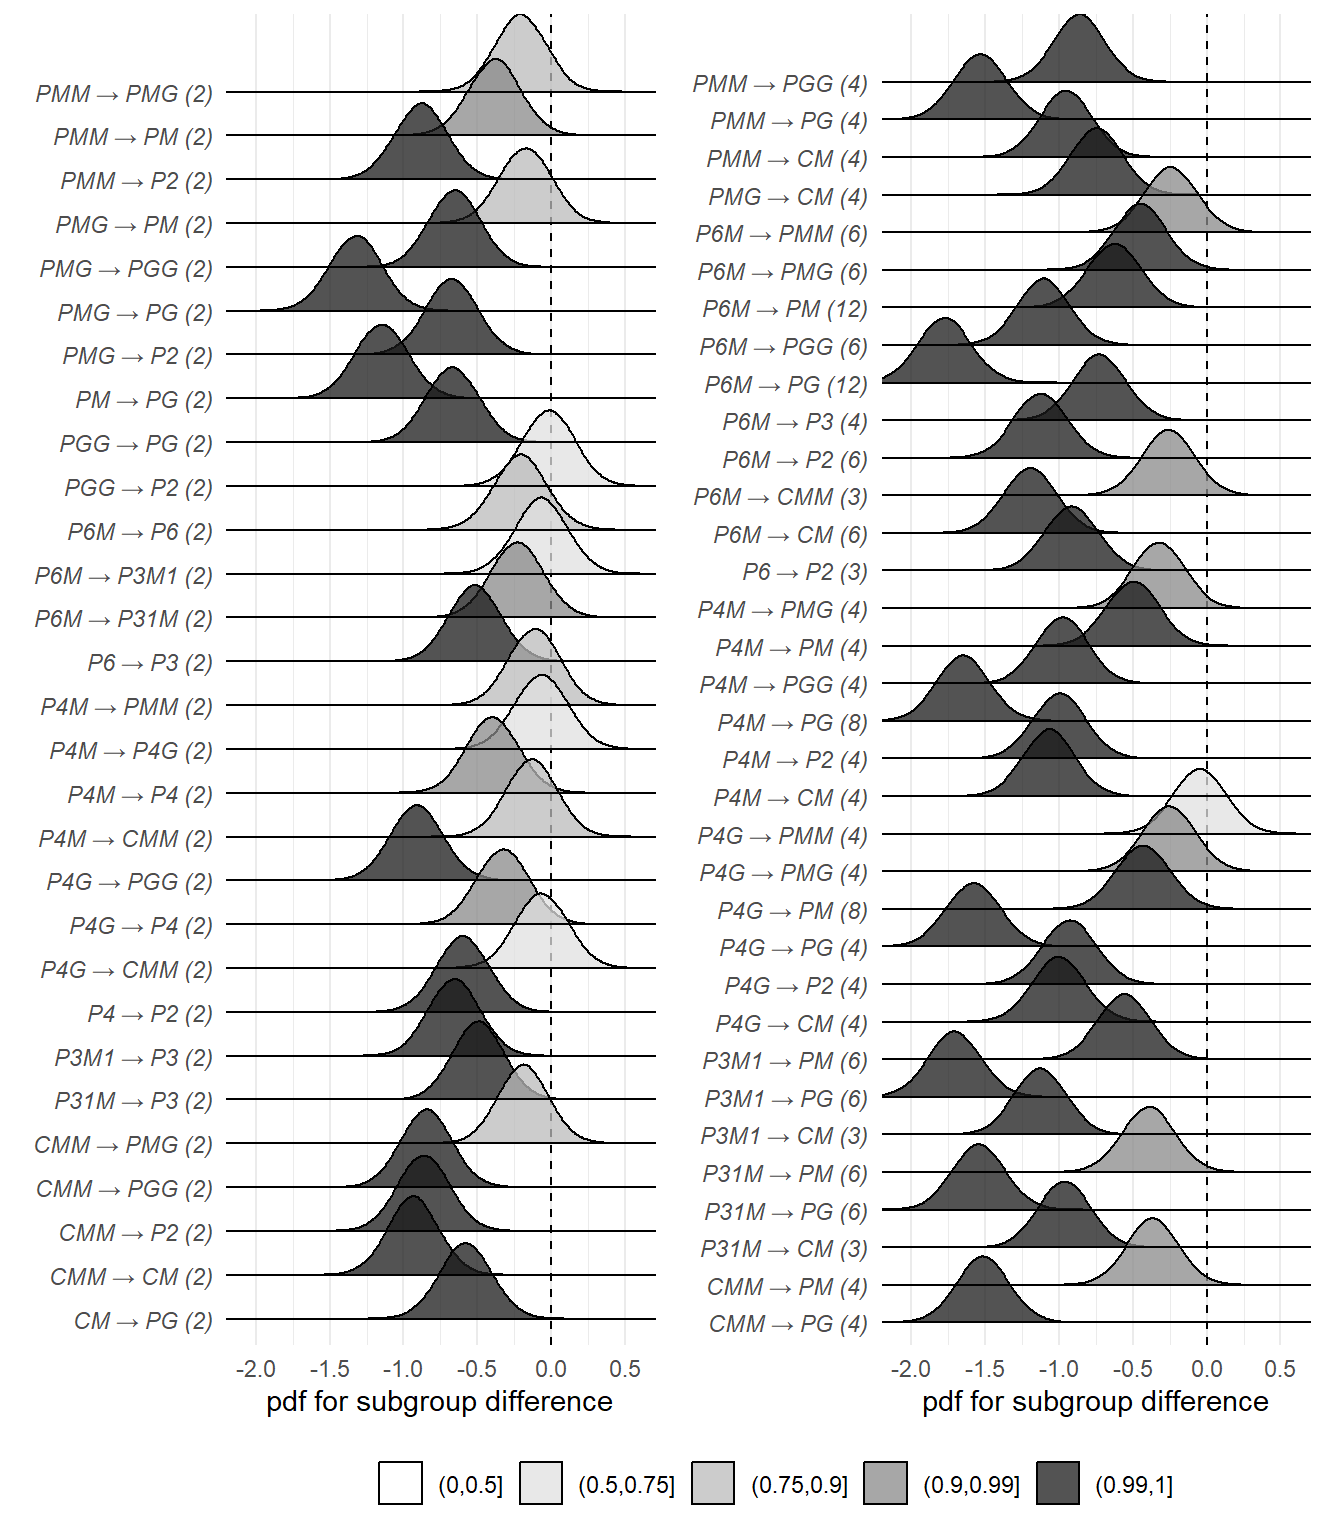 PMM → PMG (2)
PMM → PM (2)
PMM → P2 (2)
PMG → PM (2)
PMG → PGG (2)
PMG → PG (2)
PMG → P2 (2)
PM → PG (2)
PGG → PG (2)
PGG → P2 (2)
P6M → P6 (2)
P6M → P3M1 (2)
P6M → P31M (2)
P6 → P3 (2)
P4M → PMM (2)
P4M → P4G (2)
P4M → P4 (2)
P4M → CMM (2)
P4G → PGG (2)
P4G → P4 (2)
P4G → CMM (2)
P4 → P2 (2)
P3M1 → P3 (2)
P31M → P3 (2)
CMM → PMG (2)
CMM → PGG (2)
CMM → P2 (2)
CMM → CM (2)
CM → PG (2)
-2.0 -1.5 -1.0 -0.5 0.0 0.5
pdf for subgroup difference
PMM → PGG (4)
PMM → PG (4)
PMM → CM (4)
PMG → CM (4)
P6M → PMM (6)
P6M → PMG (6)
P6M → PM (12)
P6M → PGG (6)
P6M → PG (12)
P6M → P3 (4)
P6M → P2 (6)
P6M → CMM (3)
P6M → CM (6)
P6 → P2 (3)
P4M → PMG (4)
P4M → PM (4)
P4M → PGG (4)
P4M → PG (8)
P4M → P2 (4)
P4M → CM (4)
P4G → PMM (4)
P4G → PMG (4)
P4G → PM (8)
P4G → PG (4)
P4G → P2 (4)
P4G → CM (4)
P3M1 → PM (6)
P3M1 → PG (6)
P3M1 → CM (3)
P31M → PM (6)
P31M → PG (6)
P31M → CM (3)
CMM → PM (4)
CMM → PG (4)
-2.0 -1.5 -1.0 -0.5 0.0 0.5
pdf for subgroup difference
(0,0.5] (0.5,0.75] (0.75,0.9] (0.9,0.99] (0.99,1]